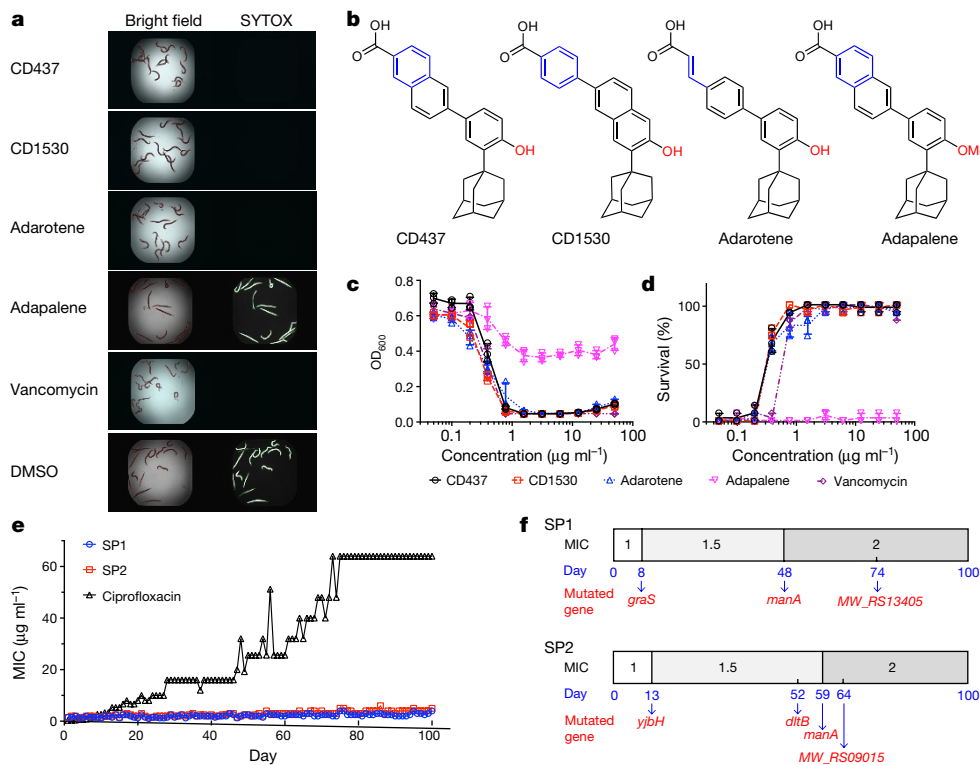 a
Bright field SYTOX
CD437
CD1530
Adarotene
Adapalene
Vancomycin
DMSO
b
OH
O
OH
CD437
OH
O
OH
CD1530
OH
O
OH
Adarotene
OH
O
OM
Adapalene
c
OD600
0.8
0.6
0.4
0.2
0.0
0.1 1 10 100
Concentration (µg ml–1)
d
Survival (%)
100
50
0
0.1 1 10 100
Concentration (µg ml–1)
CD437 CD1530 Adarotene Adapalene Vancomycin
e
SP1
SP2
Ciprofloxacin
MIC (µg ml–1)
60
40
20
0
0 20 40 60 80 100
Day
f
SP1
MIC 1 1.5 2
Day 0 8 48 74 100
Mutated gene graS manA MW_RS13405
SP2
MIC 1 1.5 2
Day 0 13 52 59 64 100
Mutated gene yjbH dltB manA
MW_RS09015